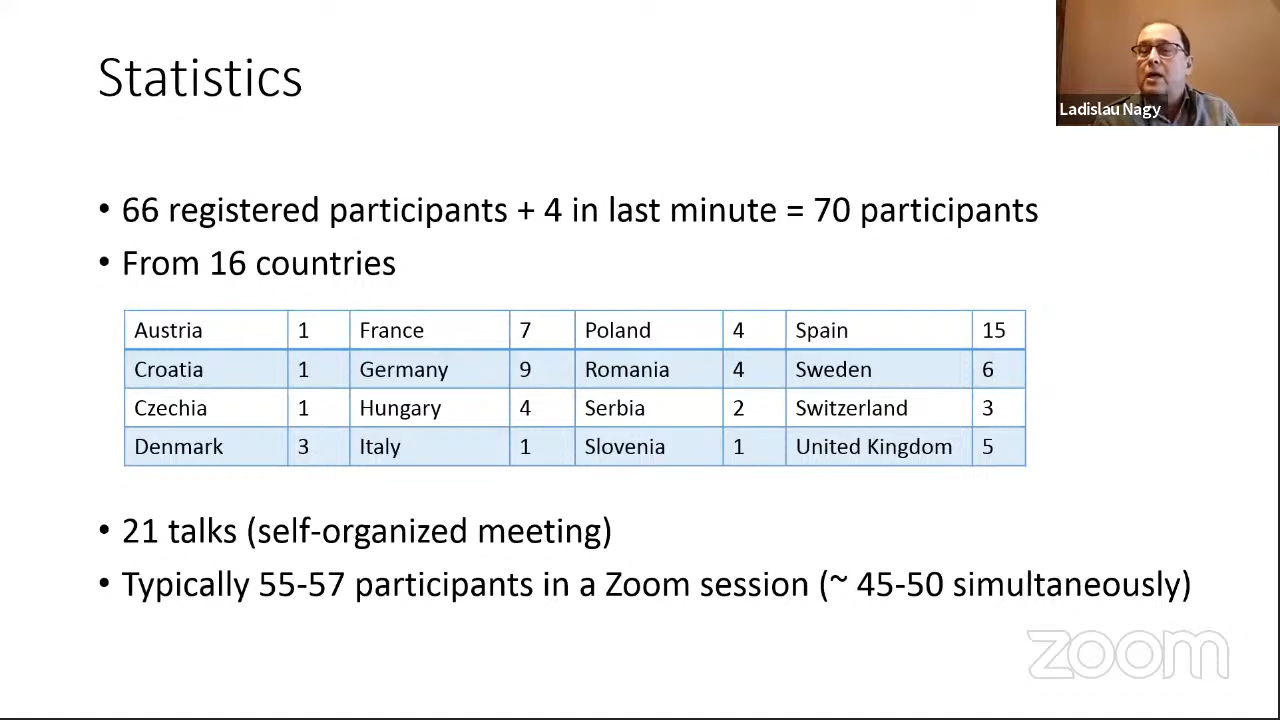 Statistics
Ladislau Nagy
• 66 registered participants + 4 in last minute = 70 participants
• From 16 countries
Austria 1 France 7 Poland 4 Spain 15
Croatia 1 Germany 9 Romania 4 Sweden 6
Czechia 1 Hungary 4 Serbia 2 Switzerland 3
Denmark 3 Italy 1 Slovenia 1 United Kingdom 5
• 21 talks (self-organized meeting)
• Typically 55-57 participants in a Zoom session (~ 45-50 simultaneously)
zoom